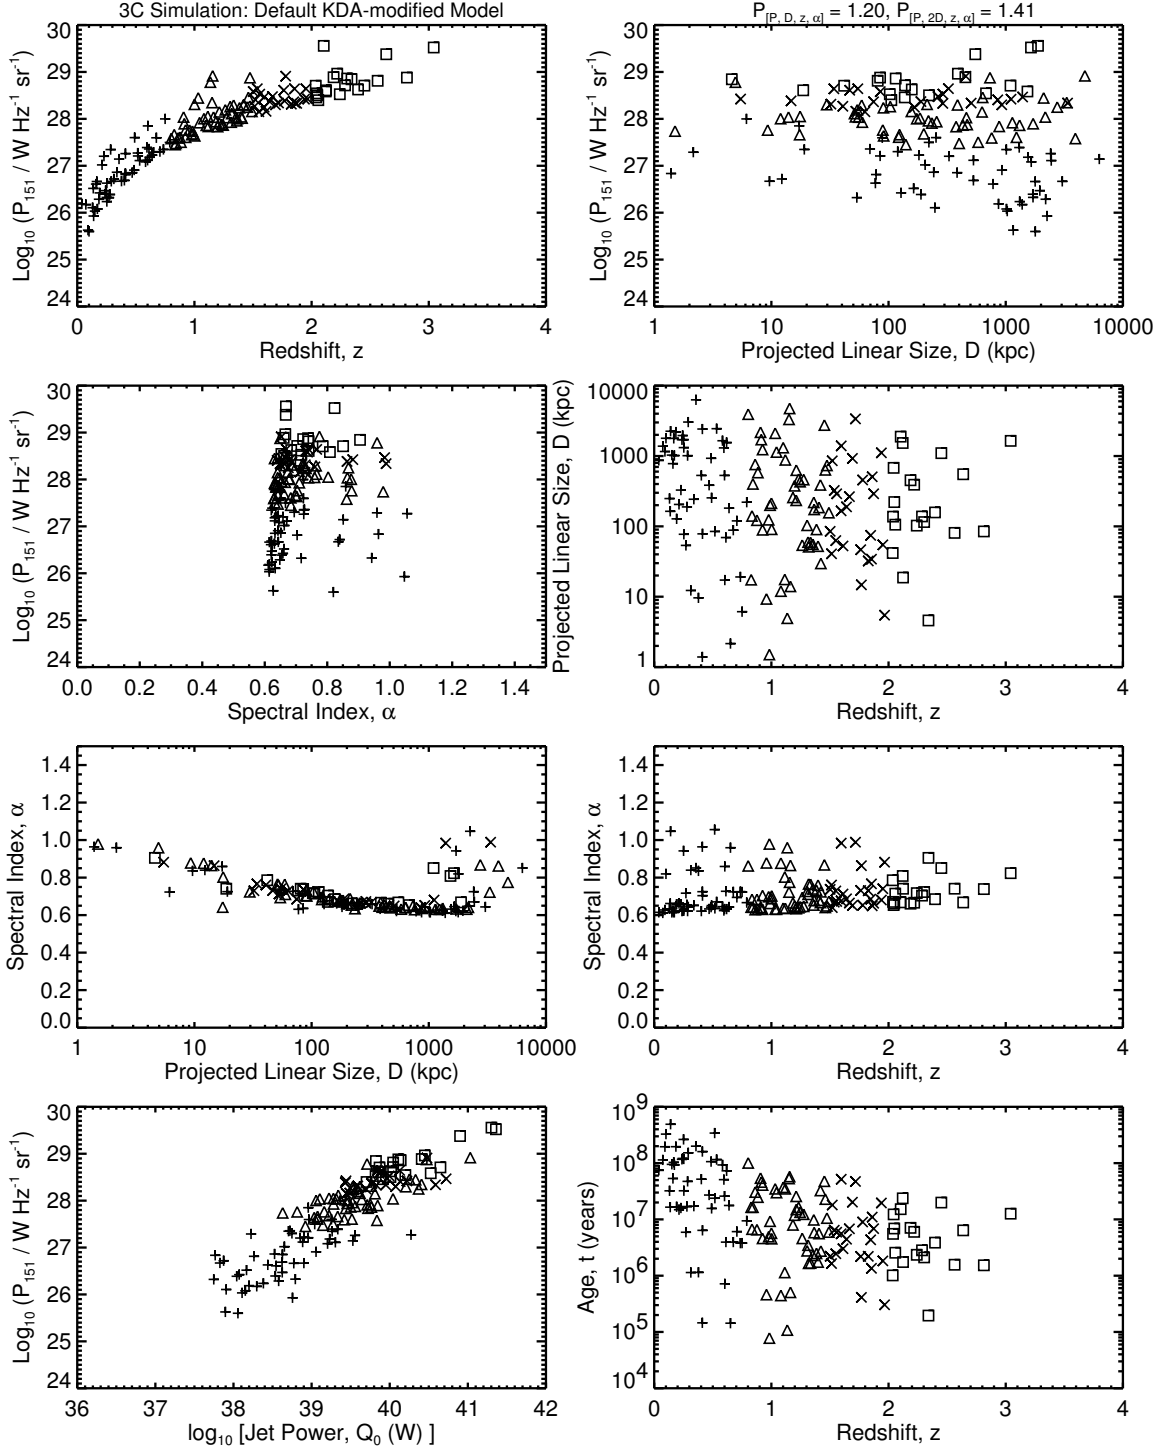 3C Simulation: Default KDA-modified Model
P[P, D, z, α] = 1.20, P[P, 2D, z, α] = 1.41
30
29
28
27
26
25
24
Log10 (P151 / W Hz-1 sr-1)
0 1 2 3 4
Redshift, z
30
29
28
27
26
25
24
Log10 (P151 / W Hz-1 sr-1)
1 10 100 1000 10000
Projected Linear Size, D (kpc)
30
29
28
27
26
25
24
Log10 (P151 / W Hz-1 sr-1)
0.0 0.2 0.4 0.6 0.8 1.0 1.2 1.4
Spectral Index, α
10000
1000
100
10
1
Projected Linear Size, D (kpc)
0 1 2 3 4
Redshift, z
1.4
1.2
1.0
0.8
0.6
0.4
0.2
0.0
Spectral Index, α
1 10 100 1000 10000
Projected Linear Size, D (kpc)
1.4
1.2
1.0
0.8
0.6
0.4
0.2
0.0
Spectral Index, α
0 1 2 3 4
Redshift, z
30
29
28
27
26
25
24
Log10 (P151 / W Hz-1 sr-1)
36 37 38 39 40 41 42
log10 [Jet Power, Q0 (W) ]
10^9
10^8
10^7
10^6
10^5
10^4
Age, t (years)
0 1 2 3 4
Redshift, z